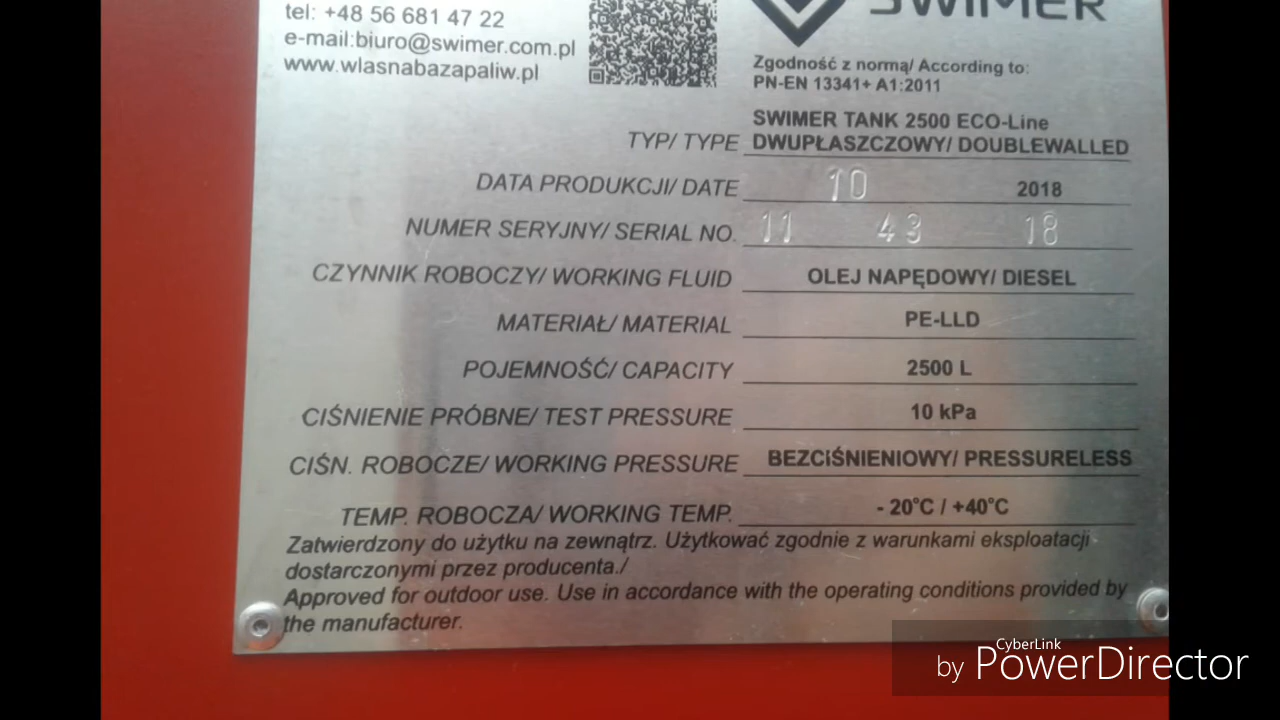 tel: +48 56 681 47 22
e-mail:biuro@swimer.com.pl
www.wlasnabazapaliw.pl
SWIMER
Zgodność z normą/ According to:
PN-EN 13341+ A1:2011
TYP/ TYPE SWIMER TANK 2500 ECO-Line
DWUPŁASZCZOWY/ DOUBLEWALLED
DATA PRODUKCJI/ DATE 10 2018
NUMER SERYJNY/ SERIAL NO. 11 43 18
CZYNNIK ROBOCZY/ WORKING FLUID OLEJ NAPĘDOWY/ DIESEL
MATERIAŁ/ MATERIAL PE-LLD
POJEMNOŚĆ/ CAPACITY 2500 L
CIŚNIENIE PRÓBNE/ TEST PRESSURE 10 kPa
CIŚN. ROBOCZE/ WORKING PRESSURE BEZCiŚNIENIOWY/ PRESSURELESS
TEMP. ROBOCZA/ WORKING TEMP. - 20°C / +40°C
Zatwierdzony do użytku na zewnątrz. Użytkować zgodnie z warunkami eksploatacji
dostarczonymi przez producenta./
Approved for outdoor use. Use in accordance with the operating conditions provided by
the manufacturer.
CyberLink
by PowerDirector